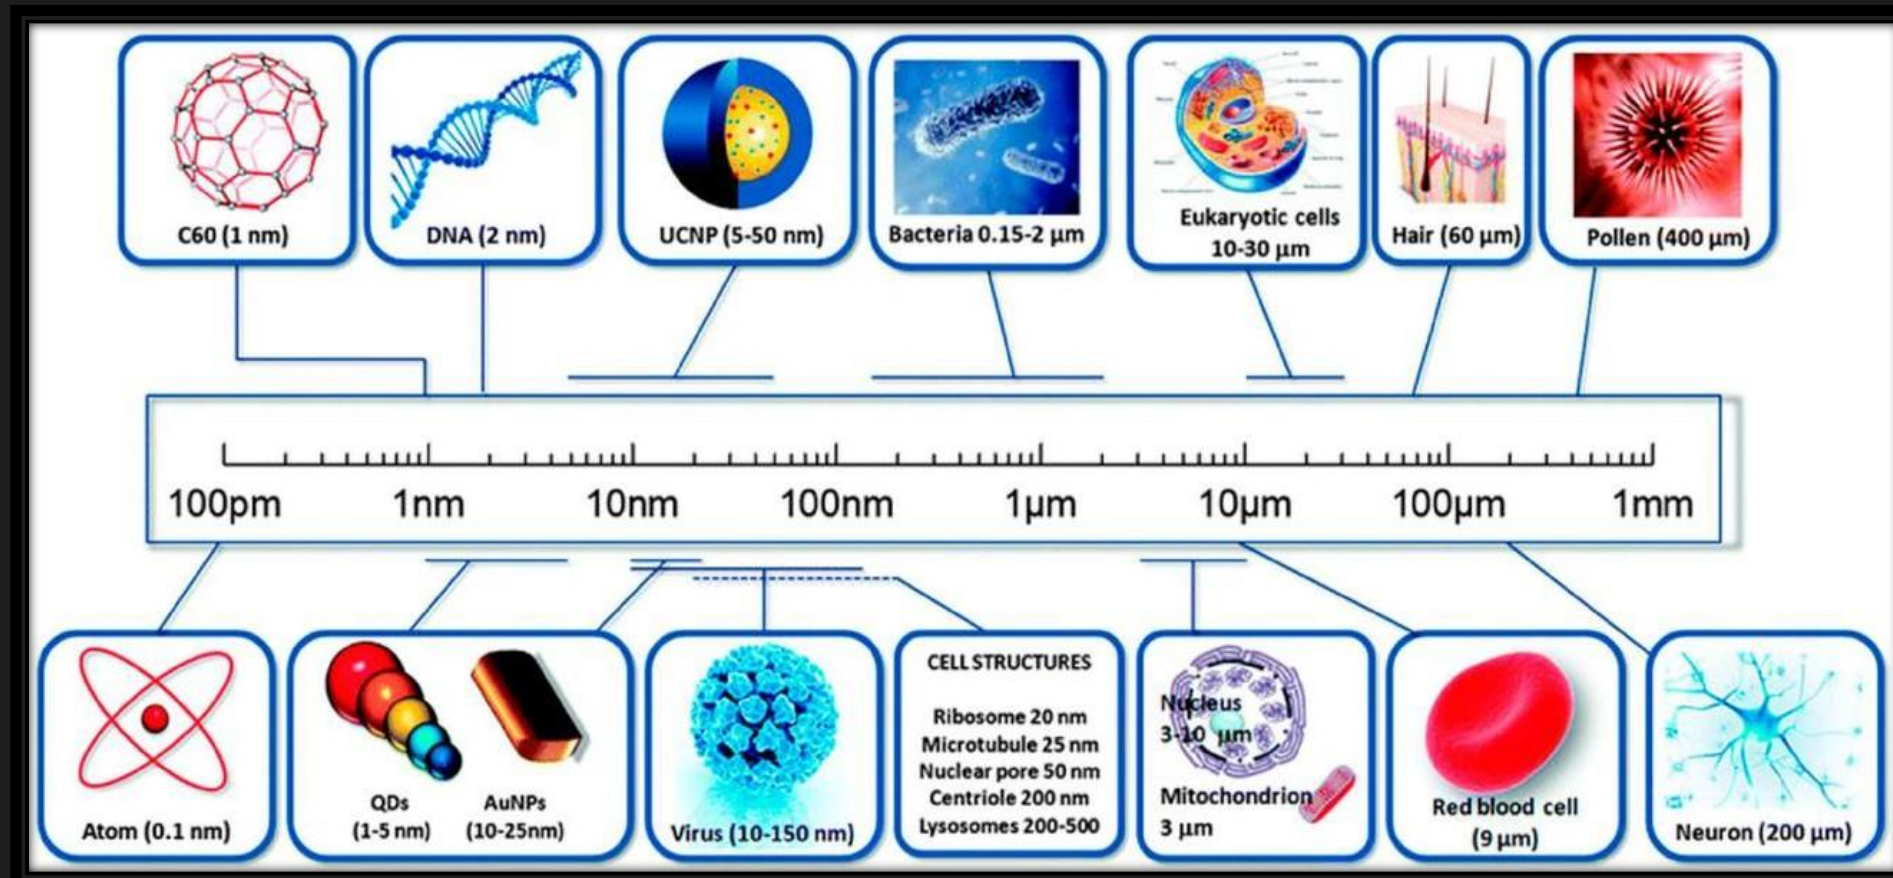 C60 (1 nm)
DNA (2 nm)
UCNP (5-50 nm)
Bacteria 0.15-2 µm
Eukaryotic cells
10-30 µm
Hair (60 µm)
Pollen (400 µm)
100pm
1nm
10nm
100nm
1µm
10µm
100µm
1mm
Atom (0.1 nm)
QDs
(1-5 nm)
AuNPs
(10-25nm)
Virus (10-150 nm)
CELL STRUCTURES
Ribosome 20 nm
Microtubule 25 nm
Nuclear pore 50 nm
Centriole 200 nm
Lysosomes 200-500
Nucleus
3-10 µm
Mitochondrion
3 µm
Red blood cell
(9 µm)
Neuron (200 µm)